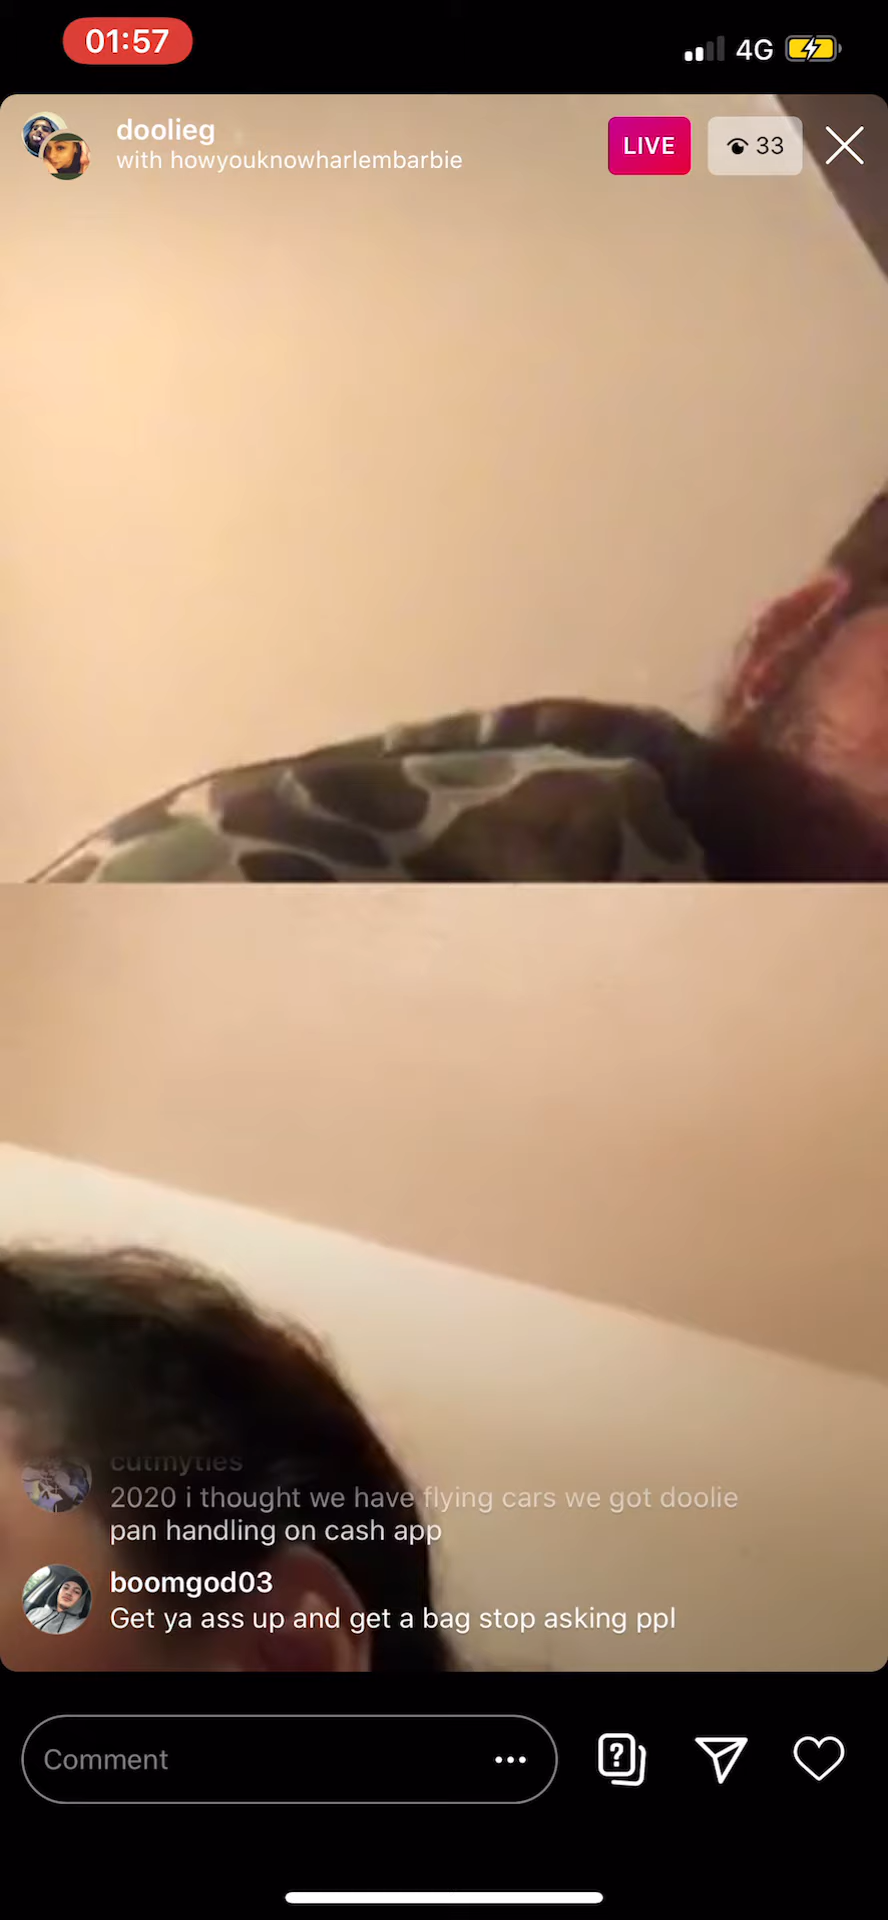 01:57
4G
doolieg
with howyouknowharlembarbie
LIVE
33
cutmyties
2020 i thought we have flying cars we got doolie
pan handling on cash app
boomgod03
Get ya ass up and get a bag stop asking ppl
Comment